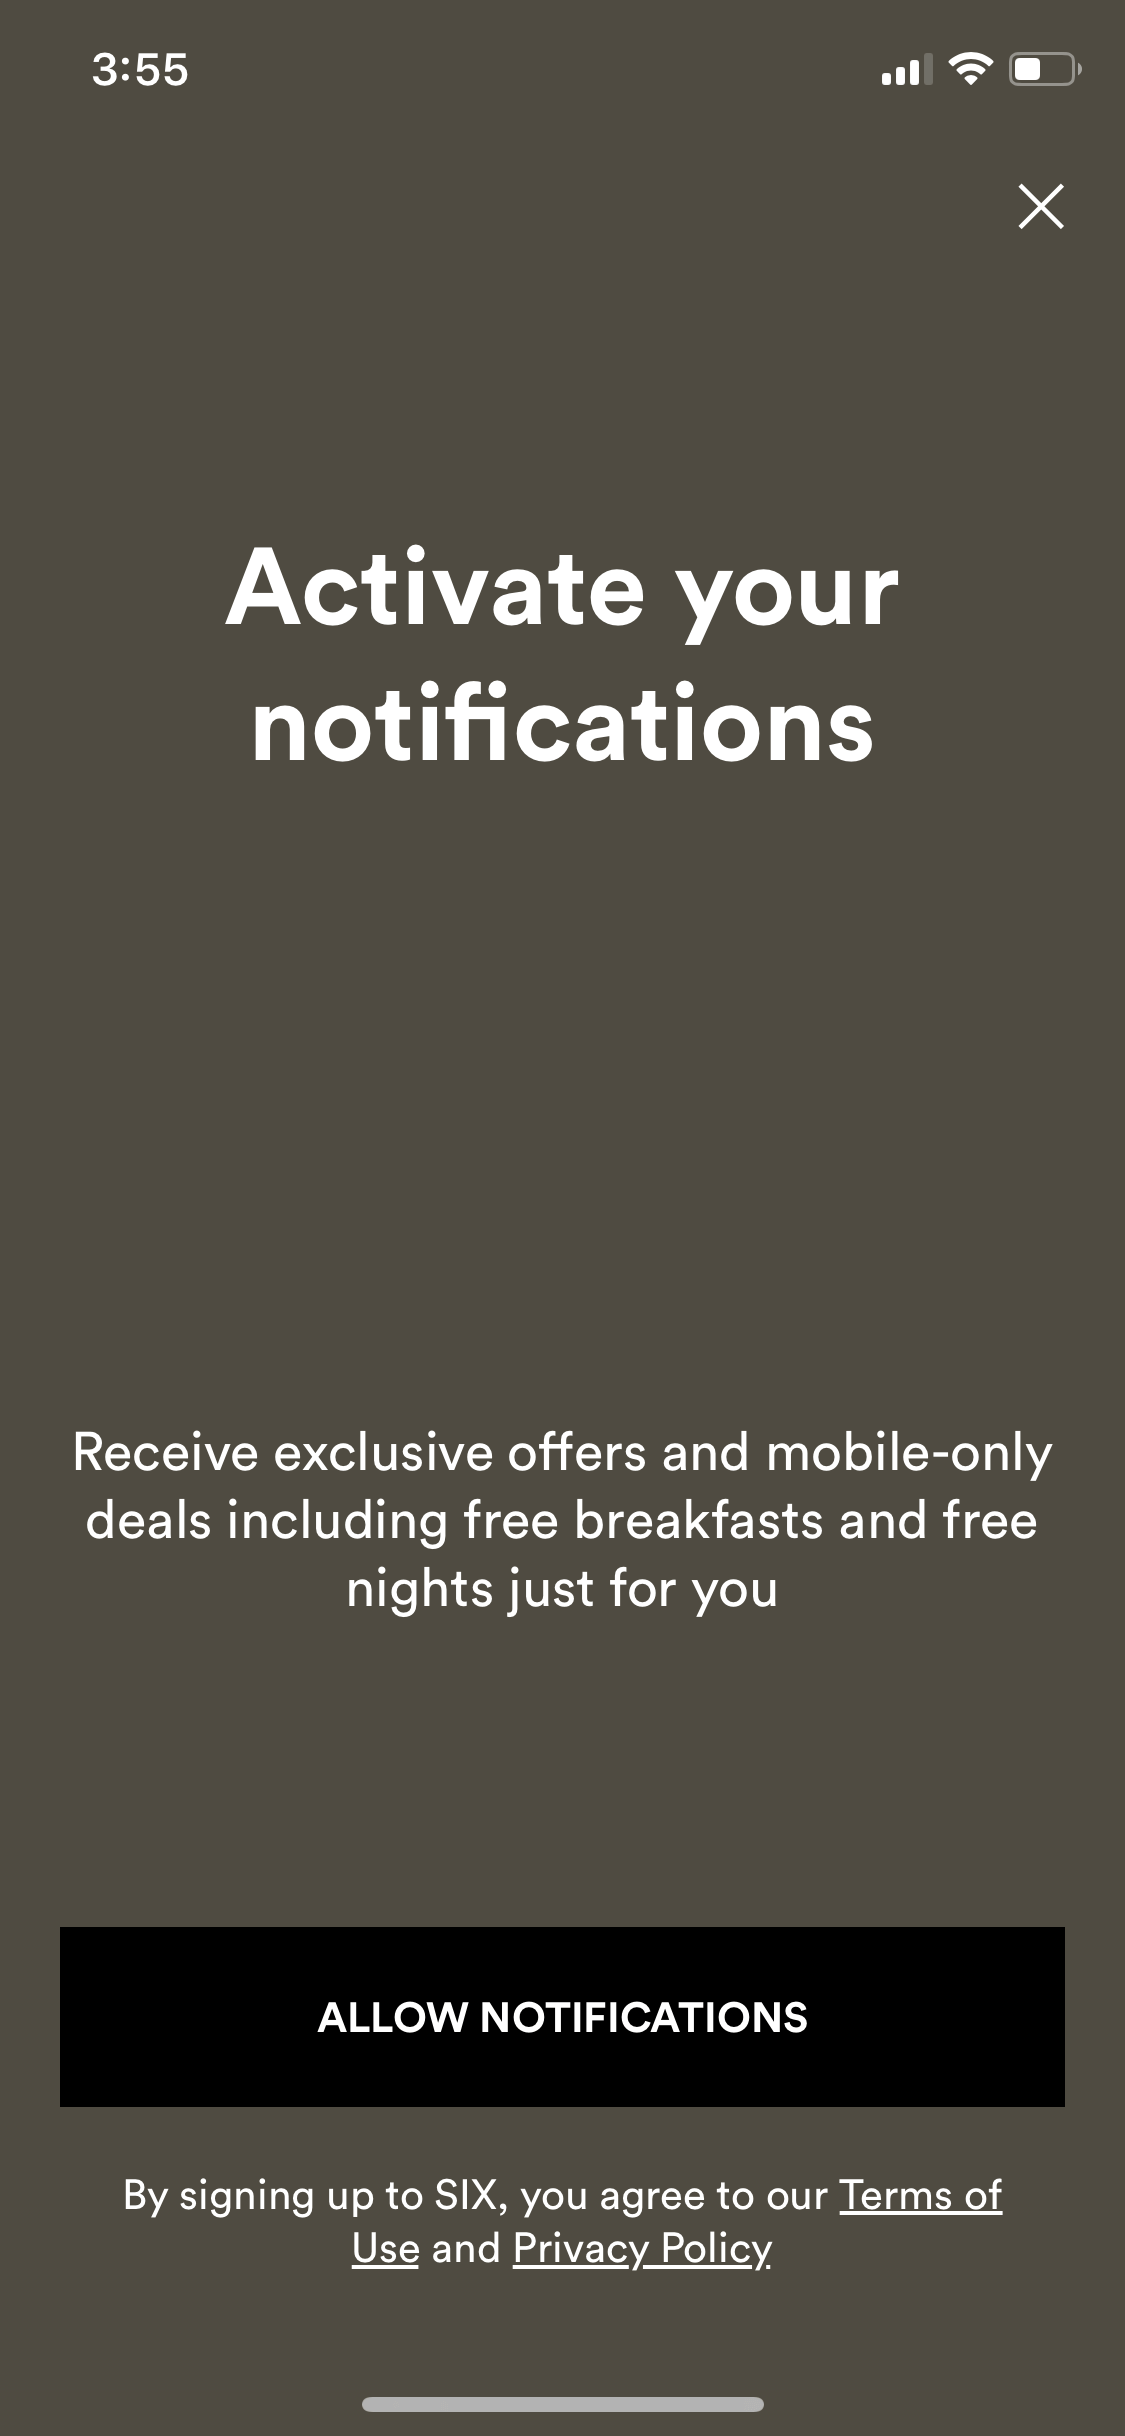 3:55
Activate your
notifications
Receive exclusive offers and mobile-only
deals including free breakfasts and free
nights just for you
ALLOW NOTIFICATIONS
By signing up to SIX, you agree to our Terms of
Use and Privacy Policy